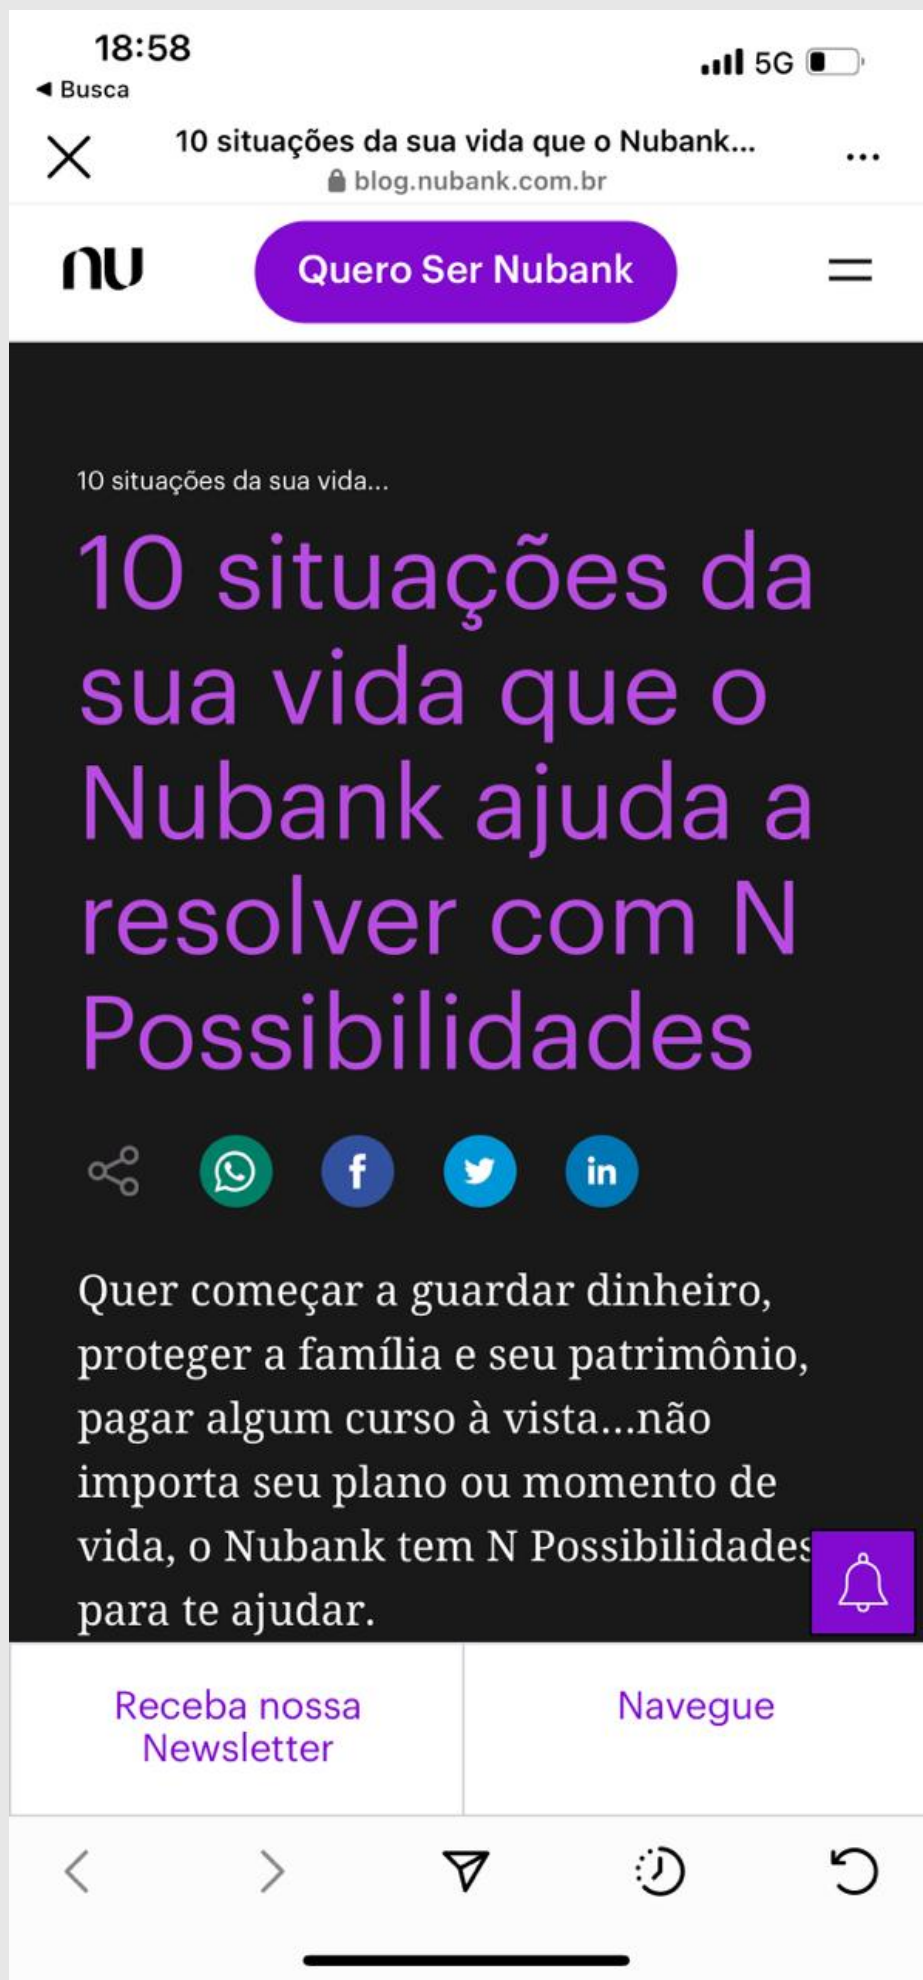 18:58
5G
◀ Busca
10 situações da sua vida que o Nubank...
blog.nubank.com.br
nu
Quero Ser Nubank
10 situações da sua vida...
10 situações da
sua vida que o
Nubank ajuda a
resolver com N
Possibilidades
f
in
Quer começar a guardar dinheiro,
proteger a família e seu patrimônio,
pagar algum curso à vista...não
importa seu plano ou momento de
vida, o Nubank tem N Possibilidades
para te ajudar.
Receba nossa
Newsletter
Navegue